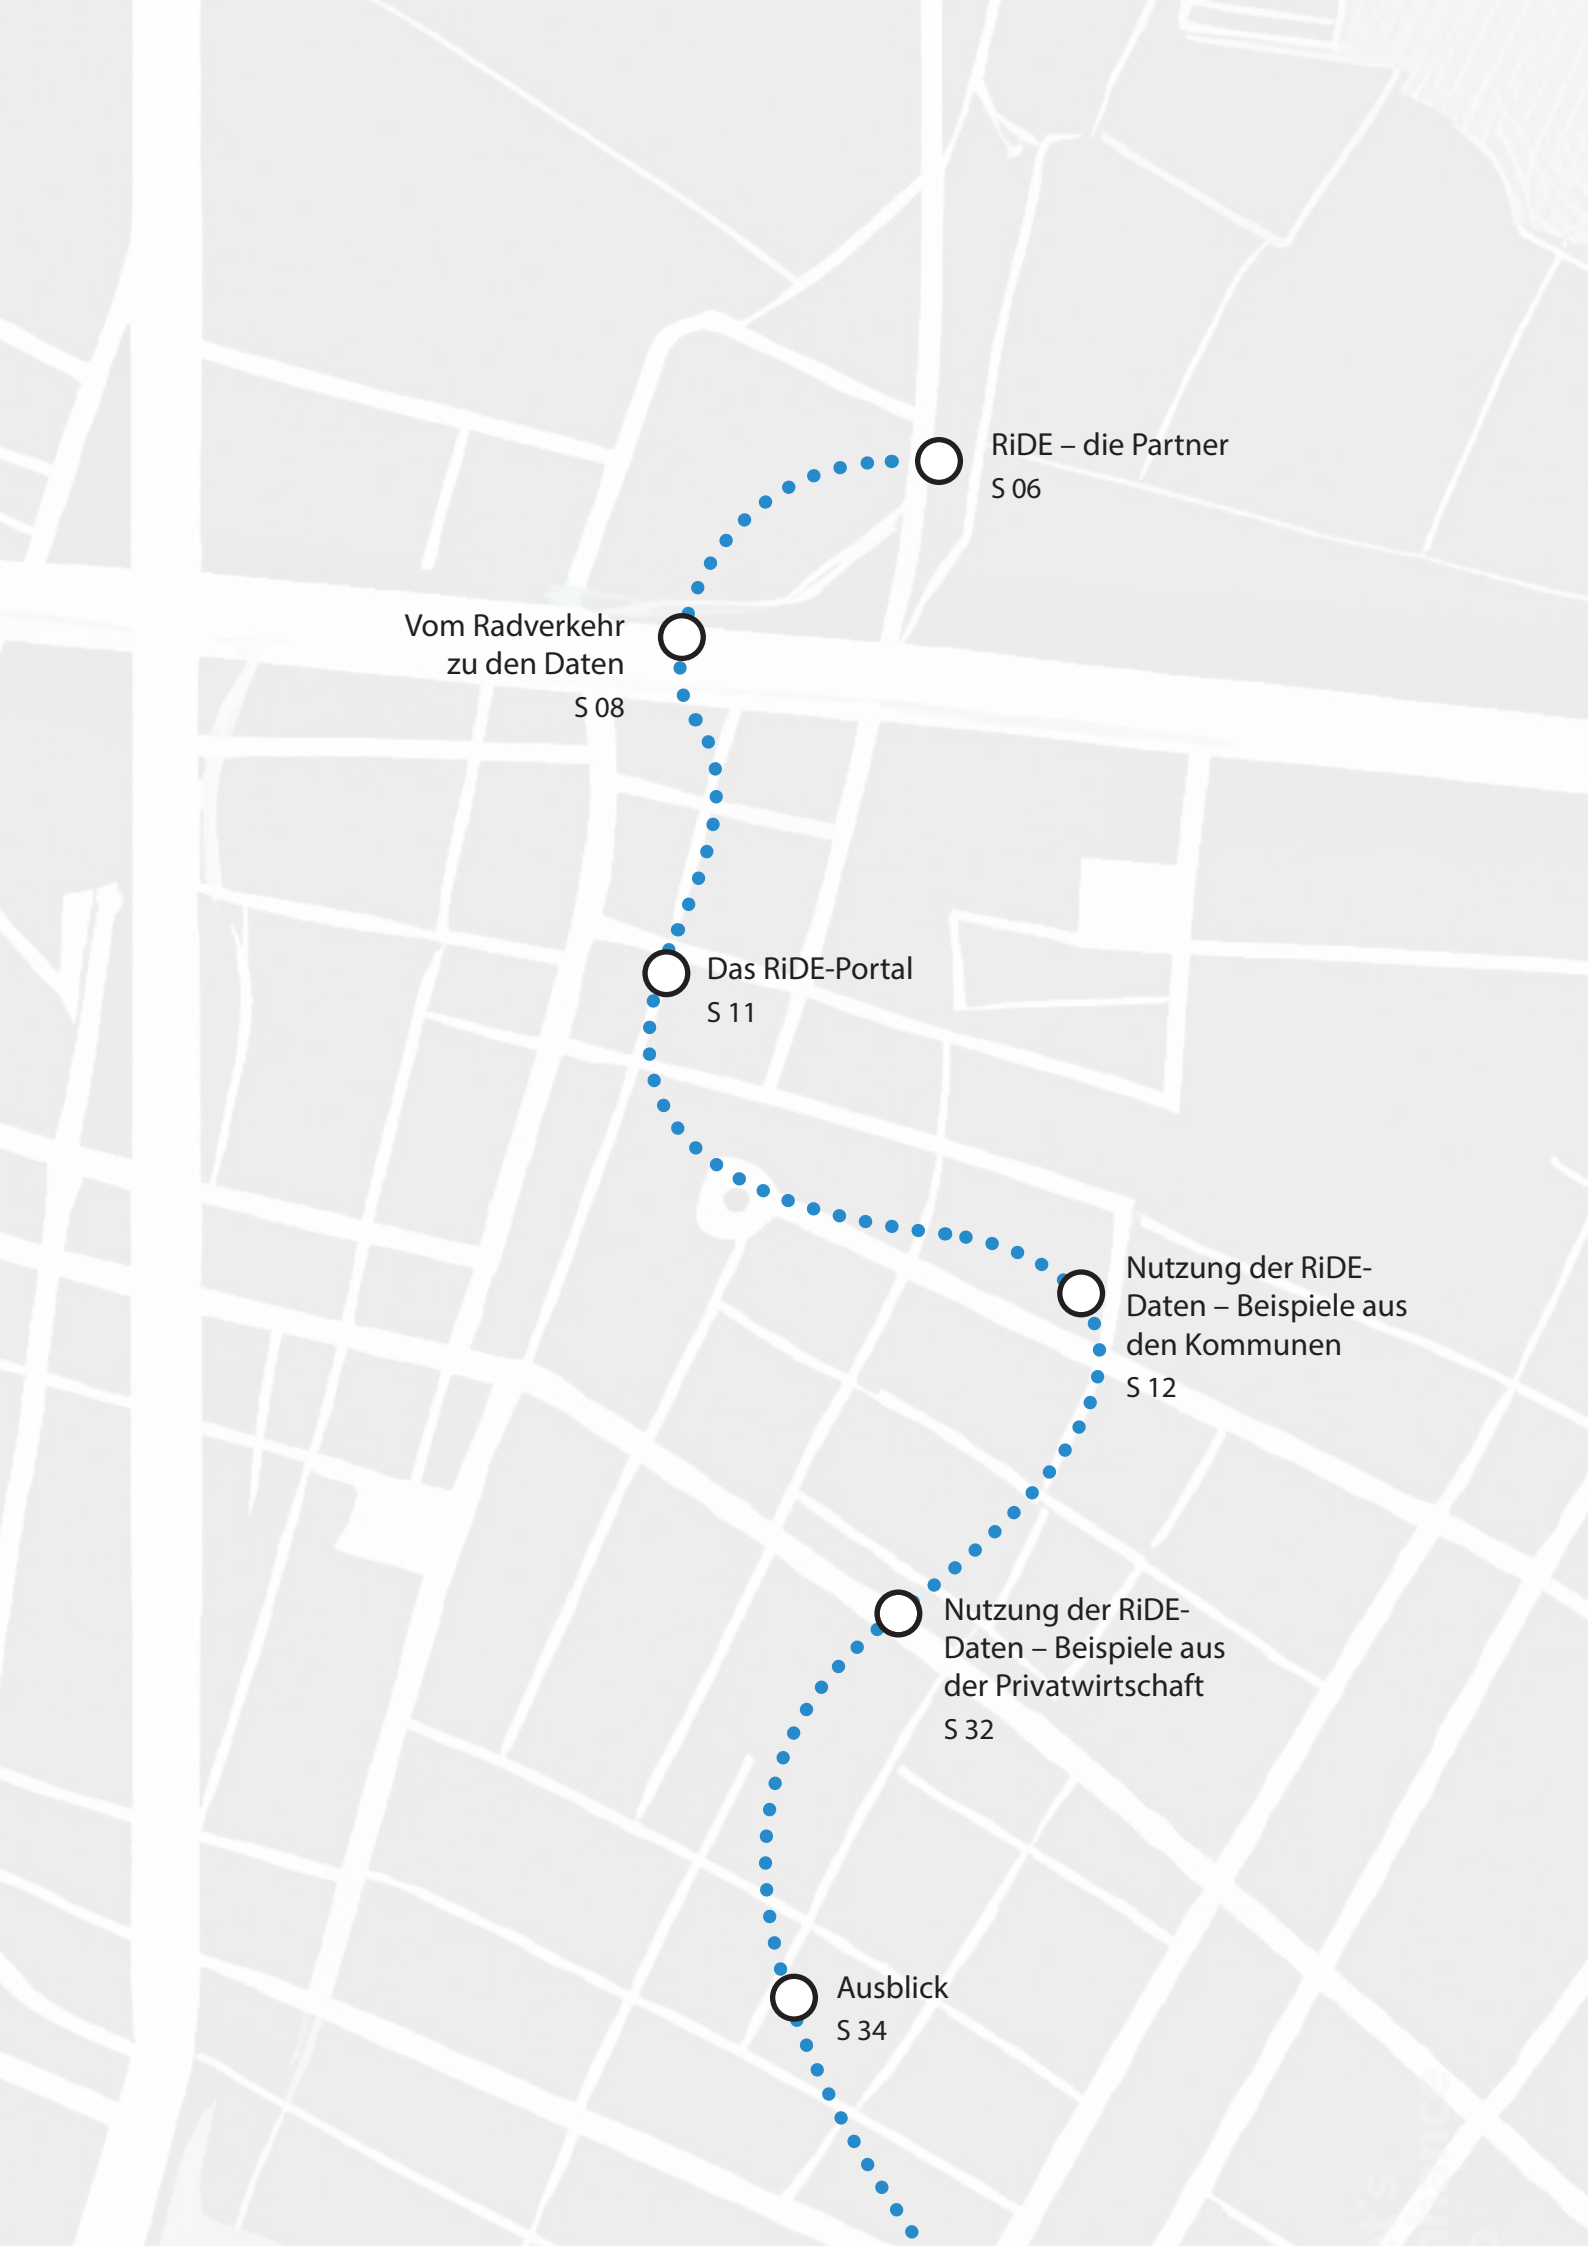 RiDE – die Partner
S 06
Vom Radverkehr
zu den Daten
S 08
Das RiDE-Portal
S 11
Nutzung der RiDE-
Daten – Beispiele aus
den Kommunen
S 12
Nutzung der RiDE-
Daten – Beispiele aus
der Privatwirtschaft
S 32
Ausblick
S 34